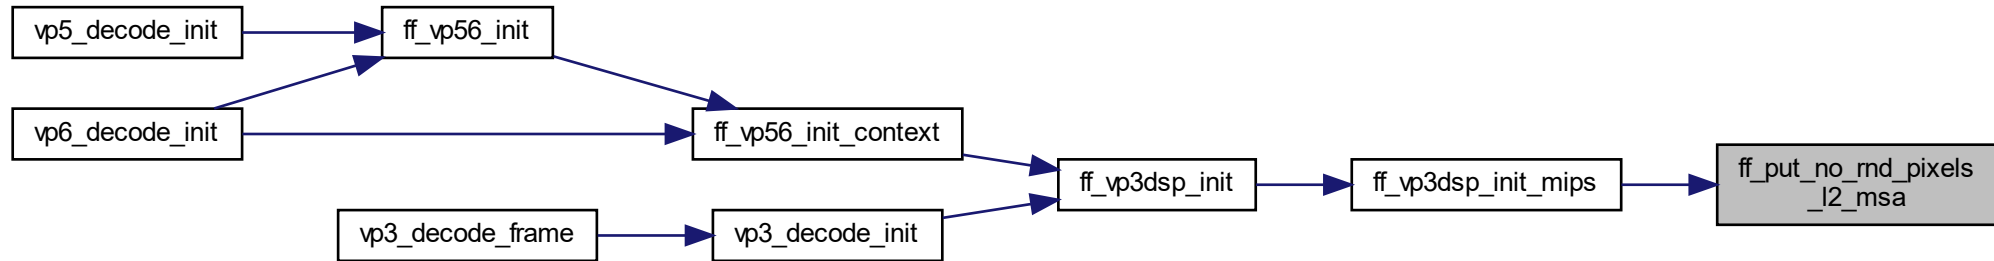 vp5_decode_init
ff_vp56_init
vp6_decode_init
ff_vp56_init_context
ff_vp3dsp_init
ff_vp3dsp_init_mips
ff_put_no_rnd_pixels
_l2_msa
vp3_decode_frame
vp3_decode_init